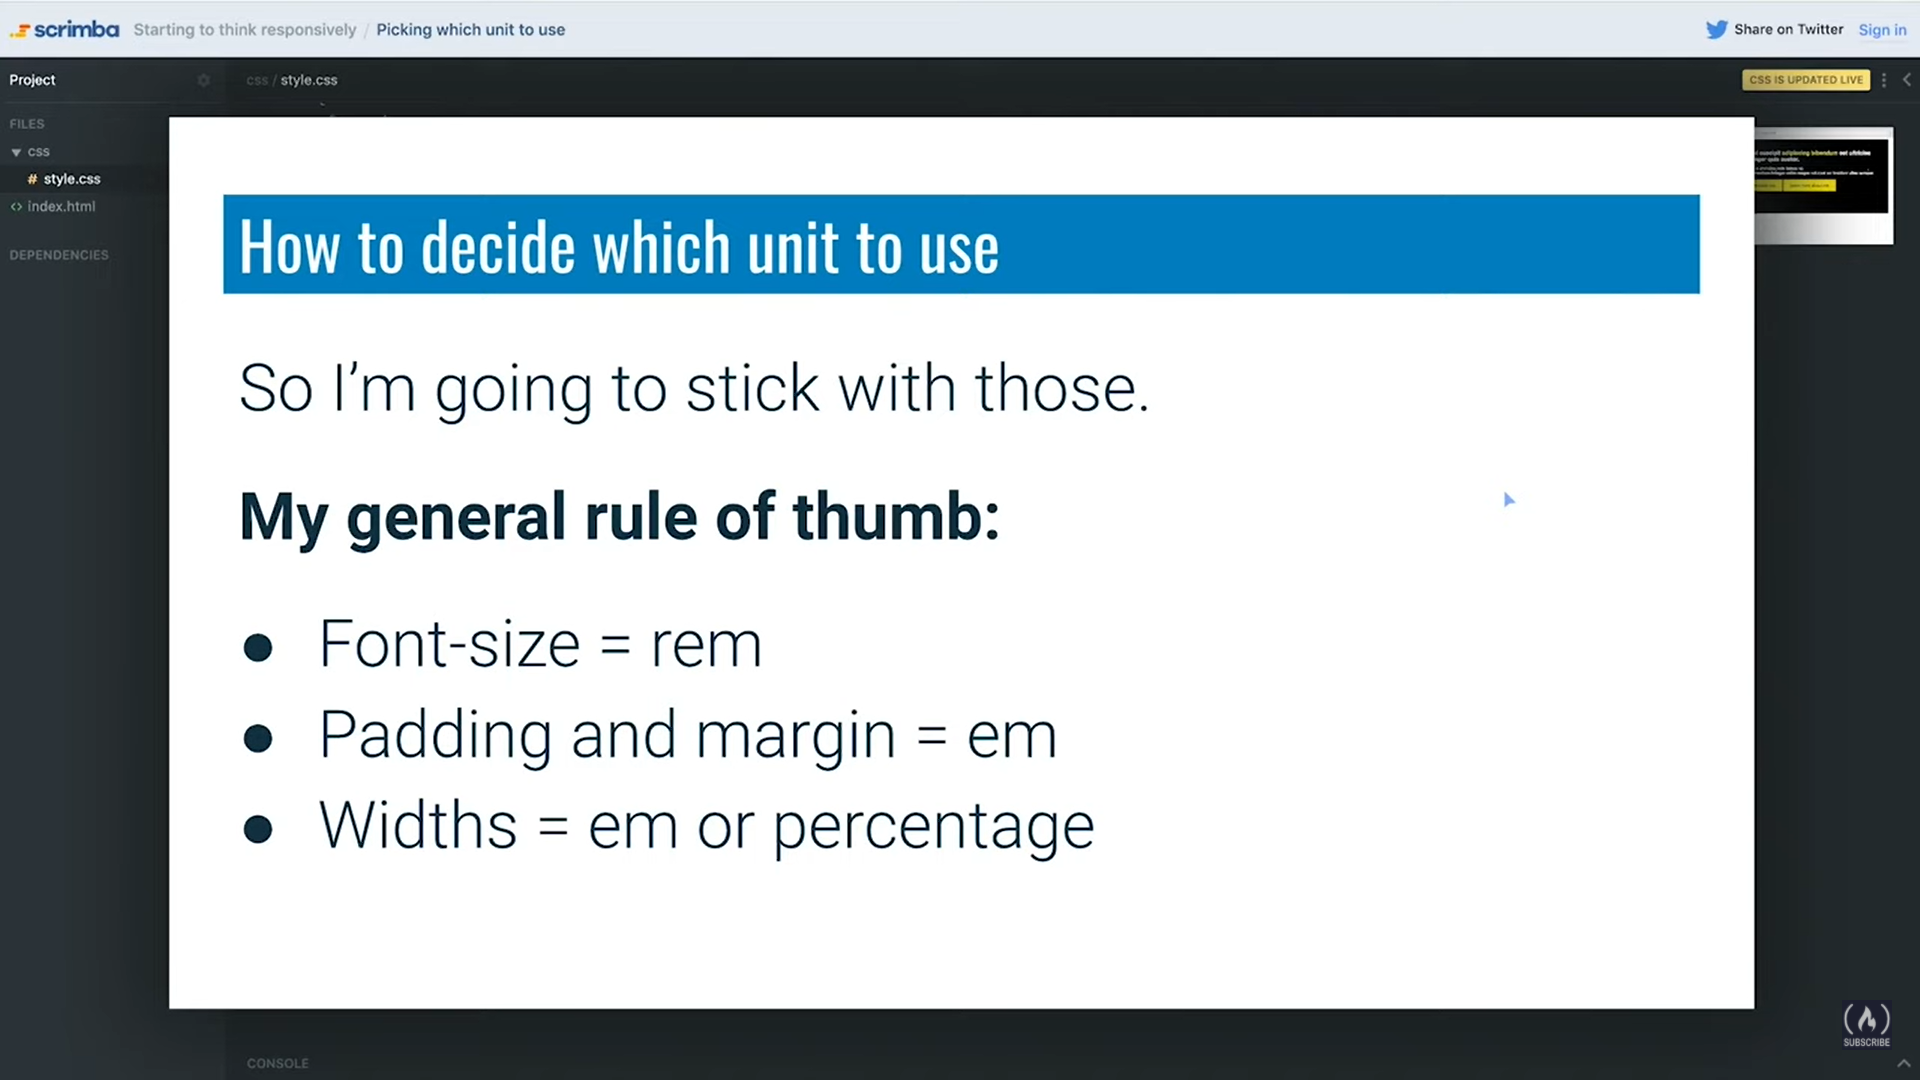 scrimba Starting to think responsively / Picking which unit to use Share on Twitter Sign in
Project css / style.css CSS IS UPDATED LIVE
FILES
css
# style.css
<> index.html
DEPENDENCIES
How to decide which unit to use
So I’m going to stick with those.
My general rule of thumb:
● Font-size = rem
● Padding and margin = em
● Widths = em or percentage
SUBSCRIBE
CONSOLE